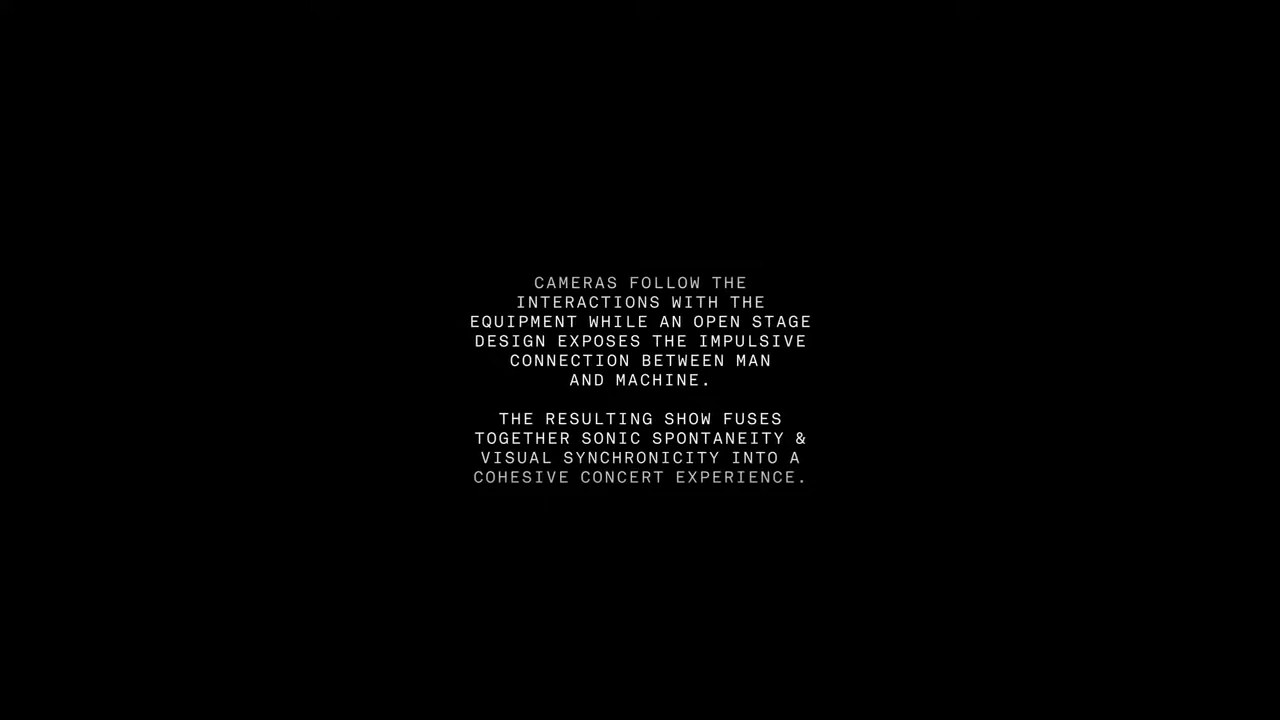 CAMERAS FOLLOW THE
INTERACTIONS WITH THE
EQUIPMENT WHILE AN OPEN STAGE
DESIGN EXPOSES THE IMPULSIVE
CONNECTION BETWEEN MAN
AND MACHINE.
THE RESULTING SHOW FUSES
TOGETHER SONIC SPONTANEITY &
VISUAL SYNCHRONICITY INTO A
COHESIVE CONCERT EXPERIENCE.